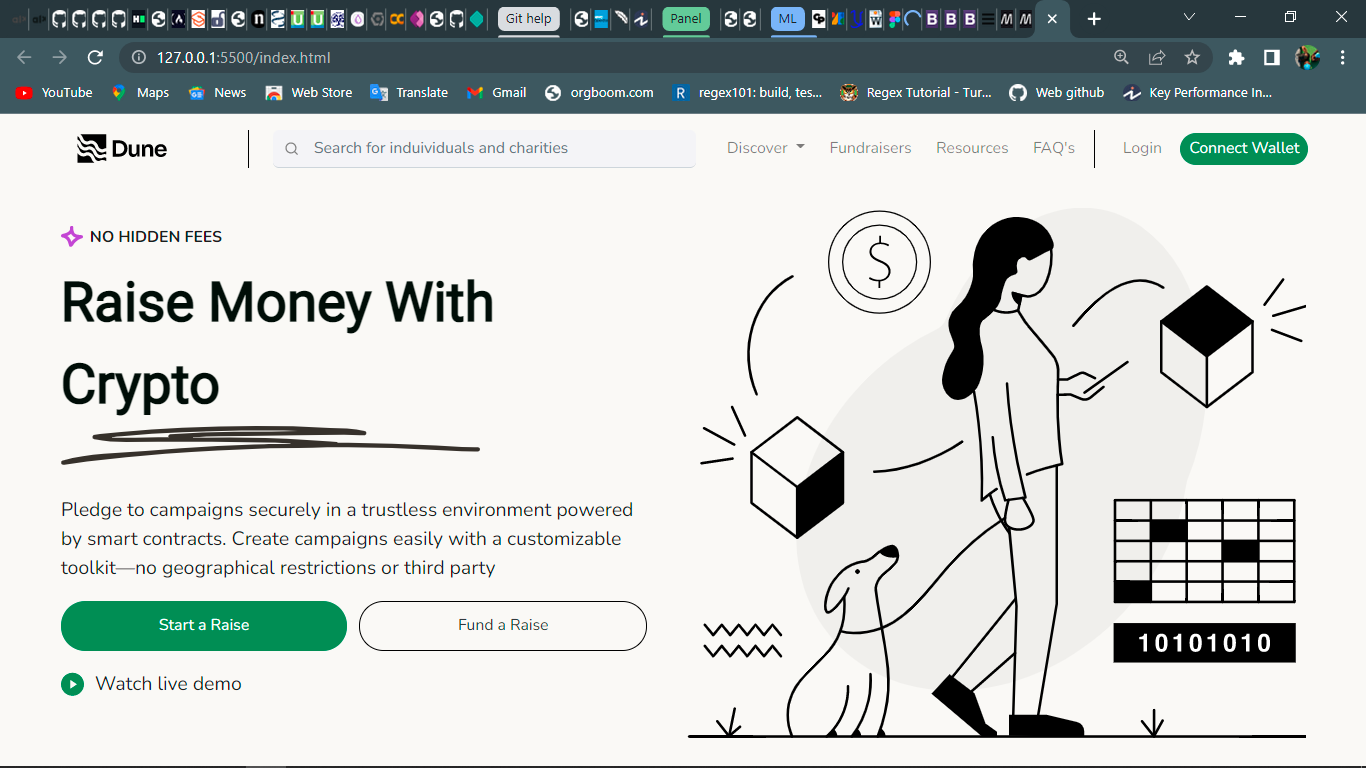 Git help
Panel
ML
127.0.0.1:5500/index.html
YouTube
Maps
News
Web Store
Translate
Gmail
orgboom.com
regex101: build, tes...
Regex Tutorial - Tur...
Web github
Key Performance In...
Dune
Search for induividuals and charities
Discover
Fundraisers
Resources
FAQ's
Login
Connect Wallet
NO HIDDEN FEES
Raise Money With
Crypto
Pledge to campaigns securely in a trustless environment powered
by smart contracts. Create campaigns easily with a customizable
toolkit—no geographical restrictions or third party
Start a Raise
Fund a Raise
Watch live demo
$
10101010